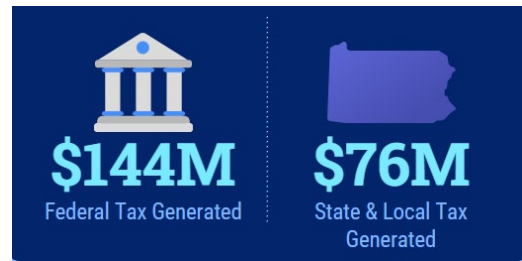 $144M
Federal Tax Generated
$76M
State & Local Tax
Generated